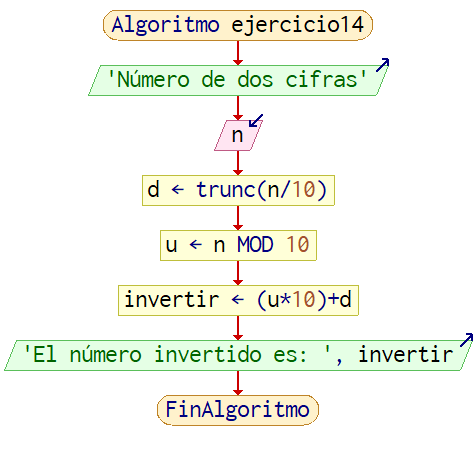 Algoritmo ejercicio14
'Número de dos cifras'
n
d ← trunc(n/10)
u ← n MOD 10
invertir ← (u*10)+d
'El número invertido es: ', invertir
FinAlgoritmo